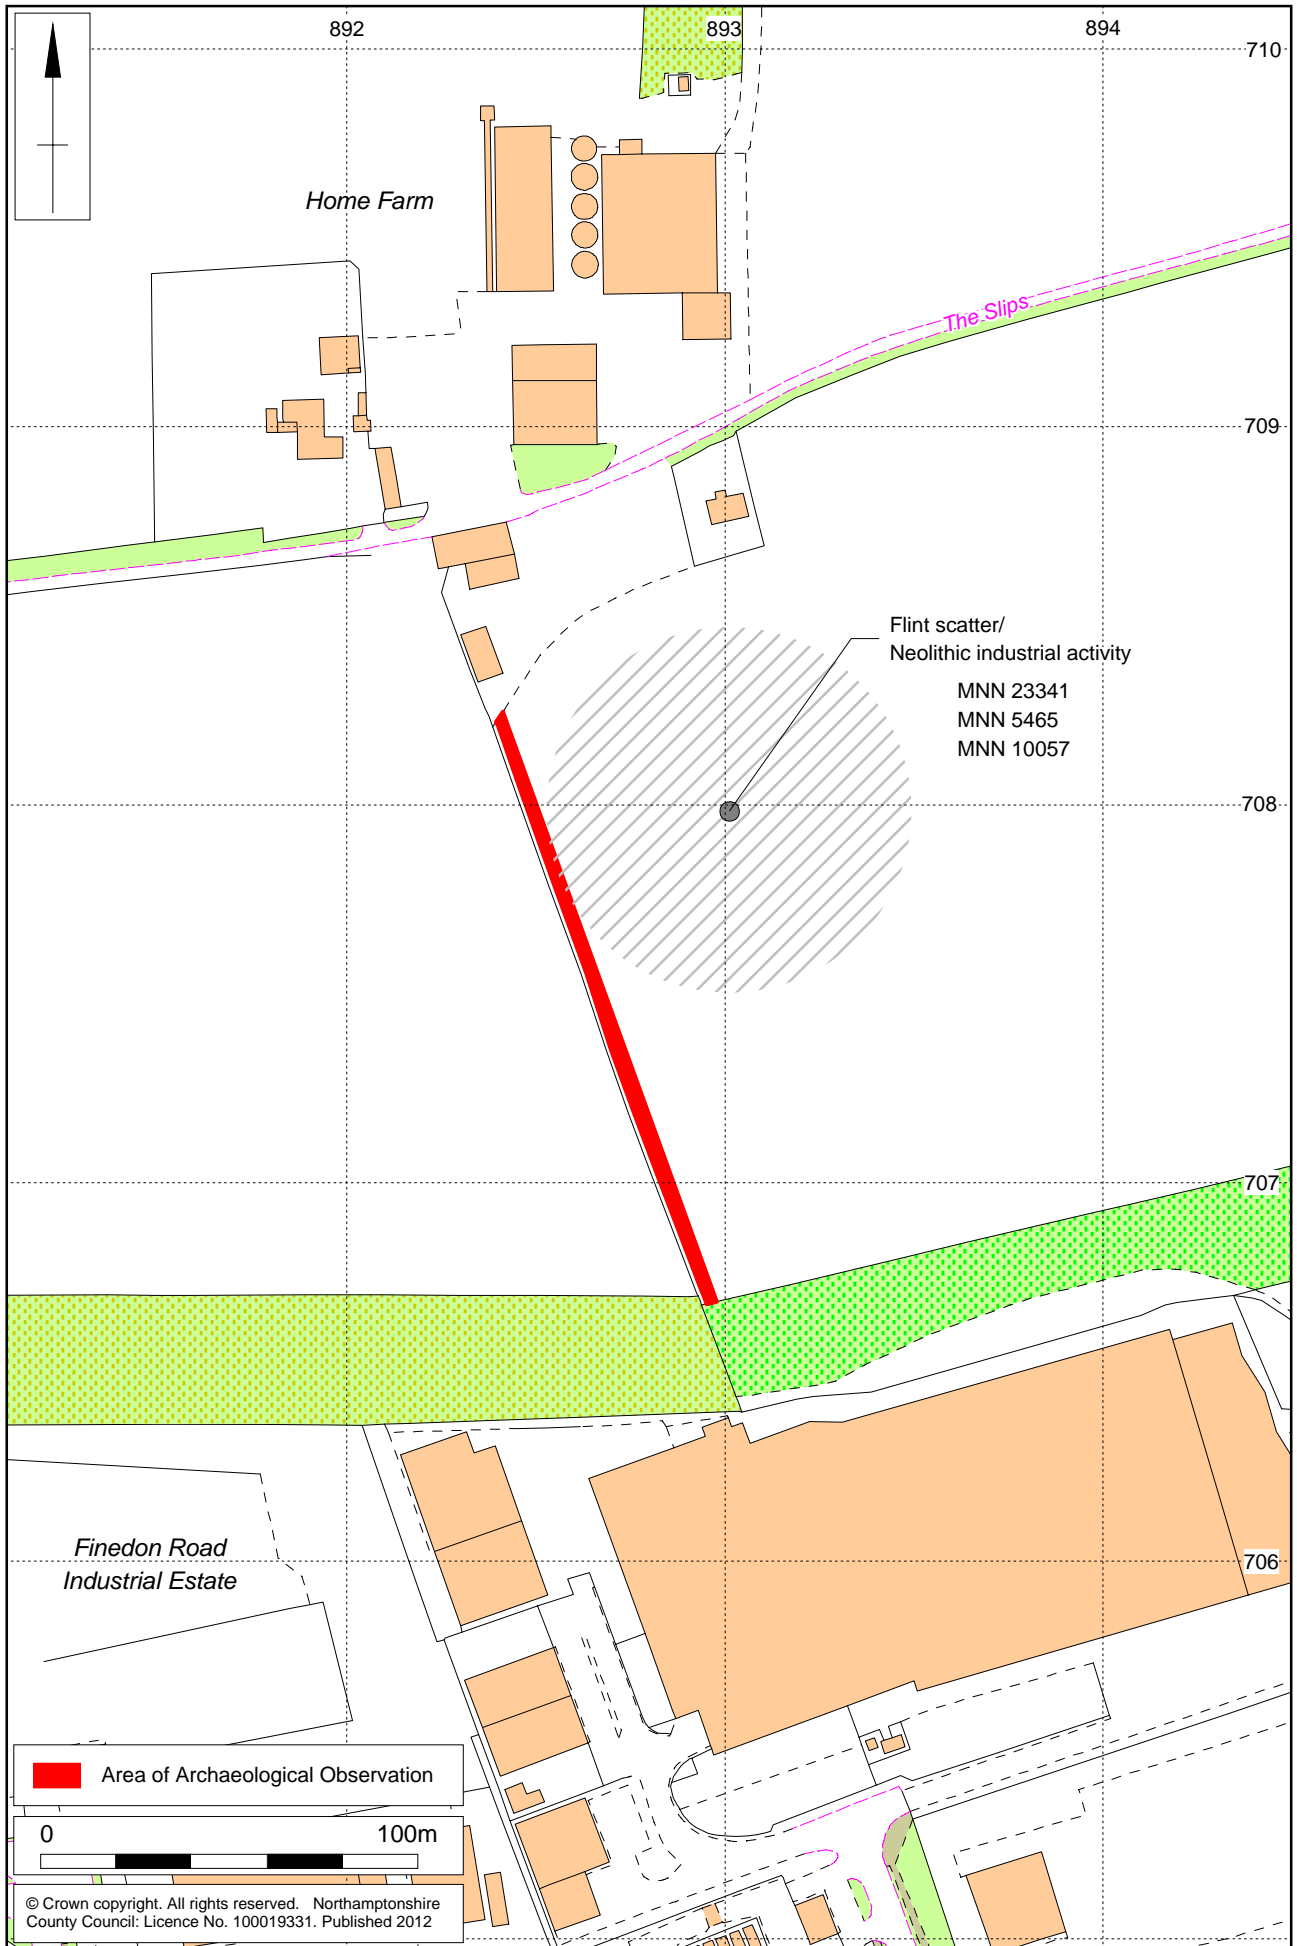 892
893
894
710
Home Farm
The Slips
709
Flint scatter/
Neolithic industrial activity
MNN 23341
MNN 5465
MNN 10057
708
707
Finedon Road
Industrial Estate
706
Area of Archaeological Observation
0 100m
© Crown copyright. All rights reserved. Northamptonshire
County Council: Licence No. 100019331. Published 2012